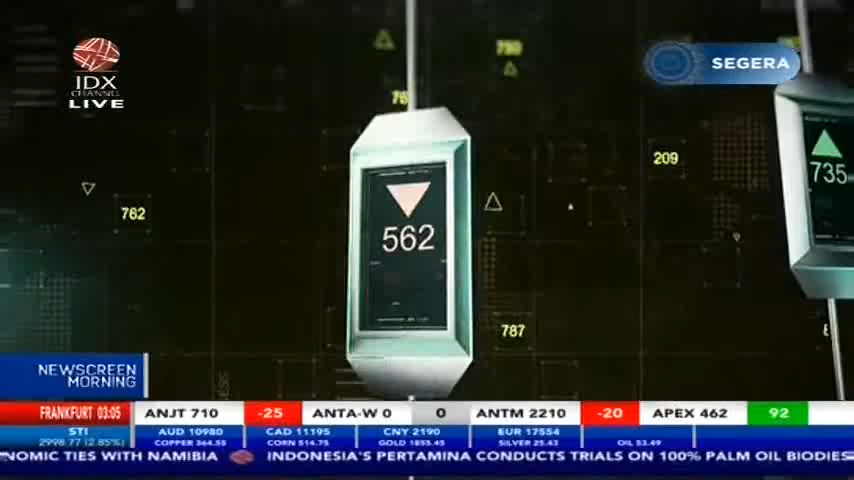 IDX
CHANNEL
LIVE
SEGERA
790
76
209
735
762
562
787
NEWSCREEN
MORNING
FRANKFURT 03:05 ANJT 710 -25 ANTA-W 0 0 ANTM 2210 -20 APEX 462 92
STI AUD 10980 CAD 11195 CNY 2190 EUR 17554
2998.77 (2.85%) COPPER 364.55 CORN 514.75 GOLD 1855.45 SILVER 25.43 OIL 53.49
NOMIC TIES WITH NAMIBIA INDONESIA'S PERTAMINA CONDUCTS TRIALS ON 100% PALM OIL BIODIES